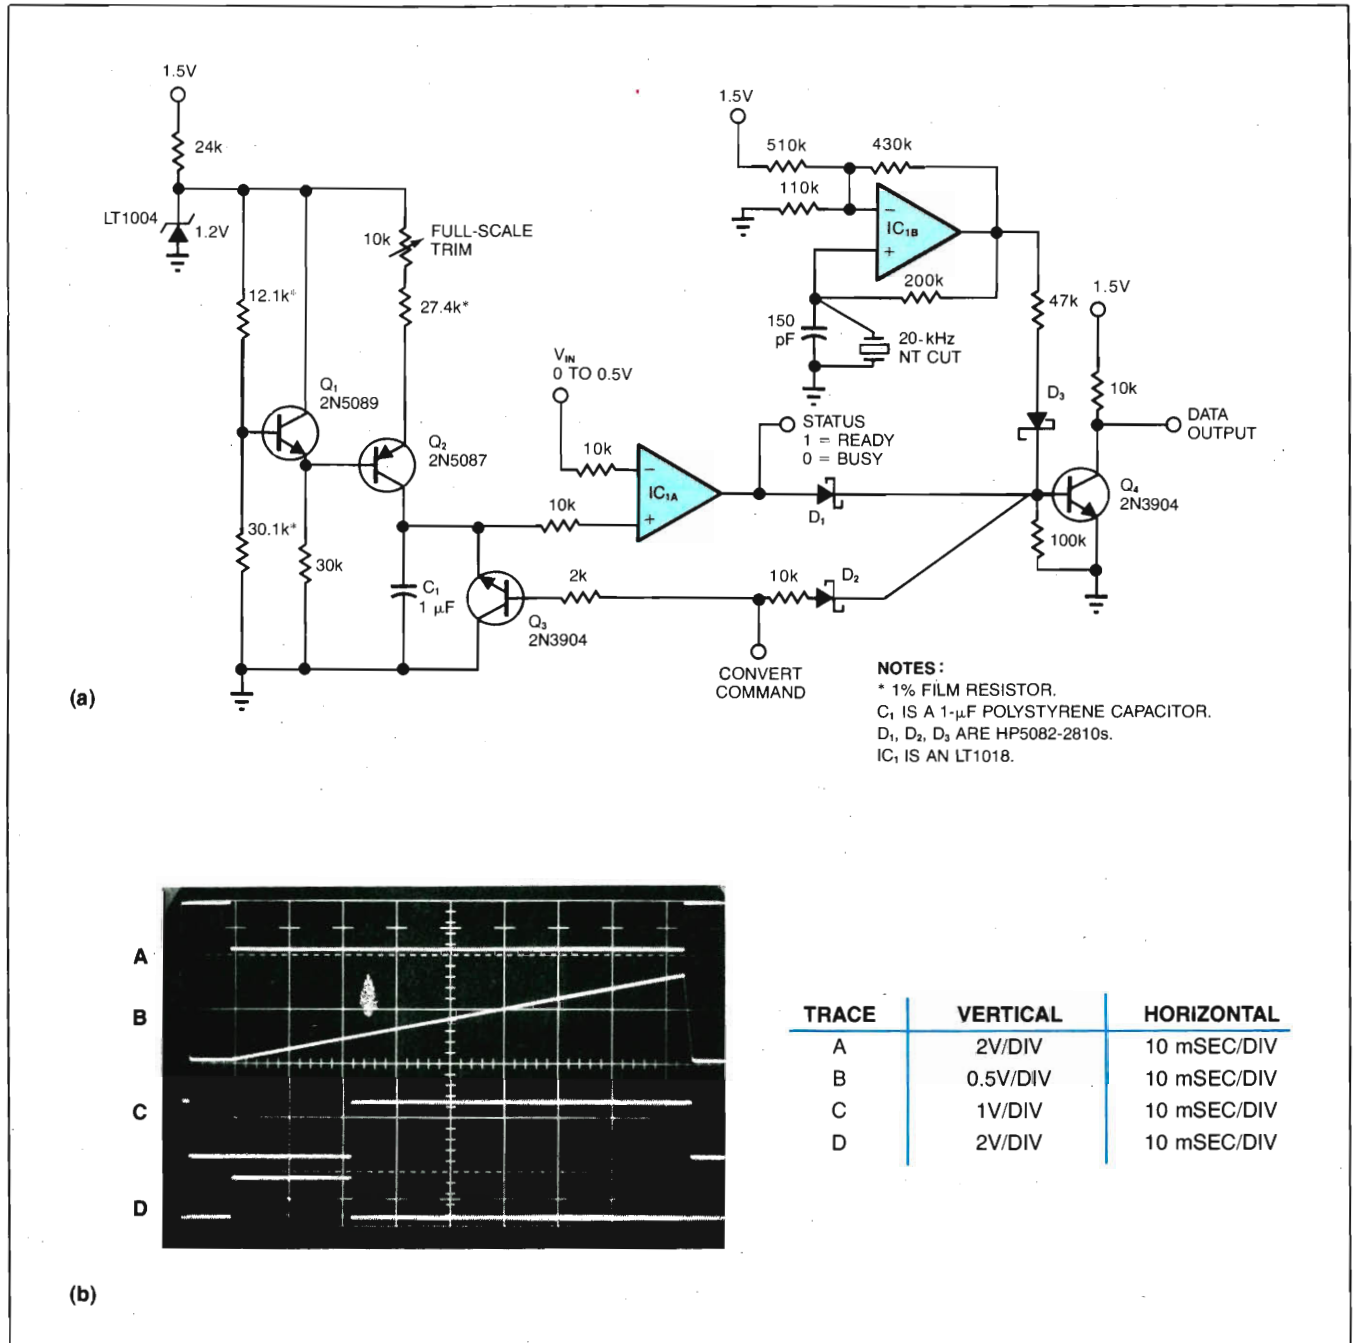 1.5V
24k
LT1004
1.2V
10k
FULL-SCALE
TRIM
12.1k*
27.4k*
Q₁
2N5089
Q₂
2N5087
30.1k*
30k
C₁
1 μF
Q₃
2N3904
2k
V_IN
0 TO 0.5V
10k
10k
−
+
IC₁A
STATUS
1 = READY
0 = BUSY
D₁
10k
D₂
CONVERT
COMMAND
1.5V
510k
430k
110k
−
+
IC₁B
200k
150
pF
20-kHz
NT CUT
47k
D₃
1.5V
10k
DATA
OUTPUT
Q₄
2N3904
100k
NOTES:
* 1% FILM RESISTOR.
C₁ IS A 1-μF POLYSTYRENE CAPACITOR.
D₁, D₂, D₃ ARE HP5082-2810s.
IC₁ IS AN LT1018.
(a)
A
B
C
D
TRACE VERTICAL HORIZONTAL
A 2V/DIV 10 mSEC/DIV
B 0.5V/DIV 10 mSEC/DIV
C 1V/DIV 10 mSEC/DIV
D 2V/DIV 10 mSEC/DIV
(b)